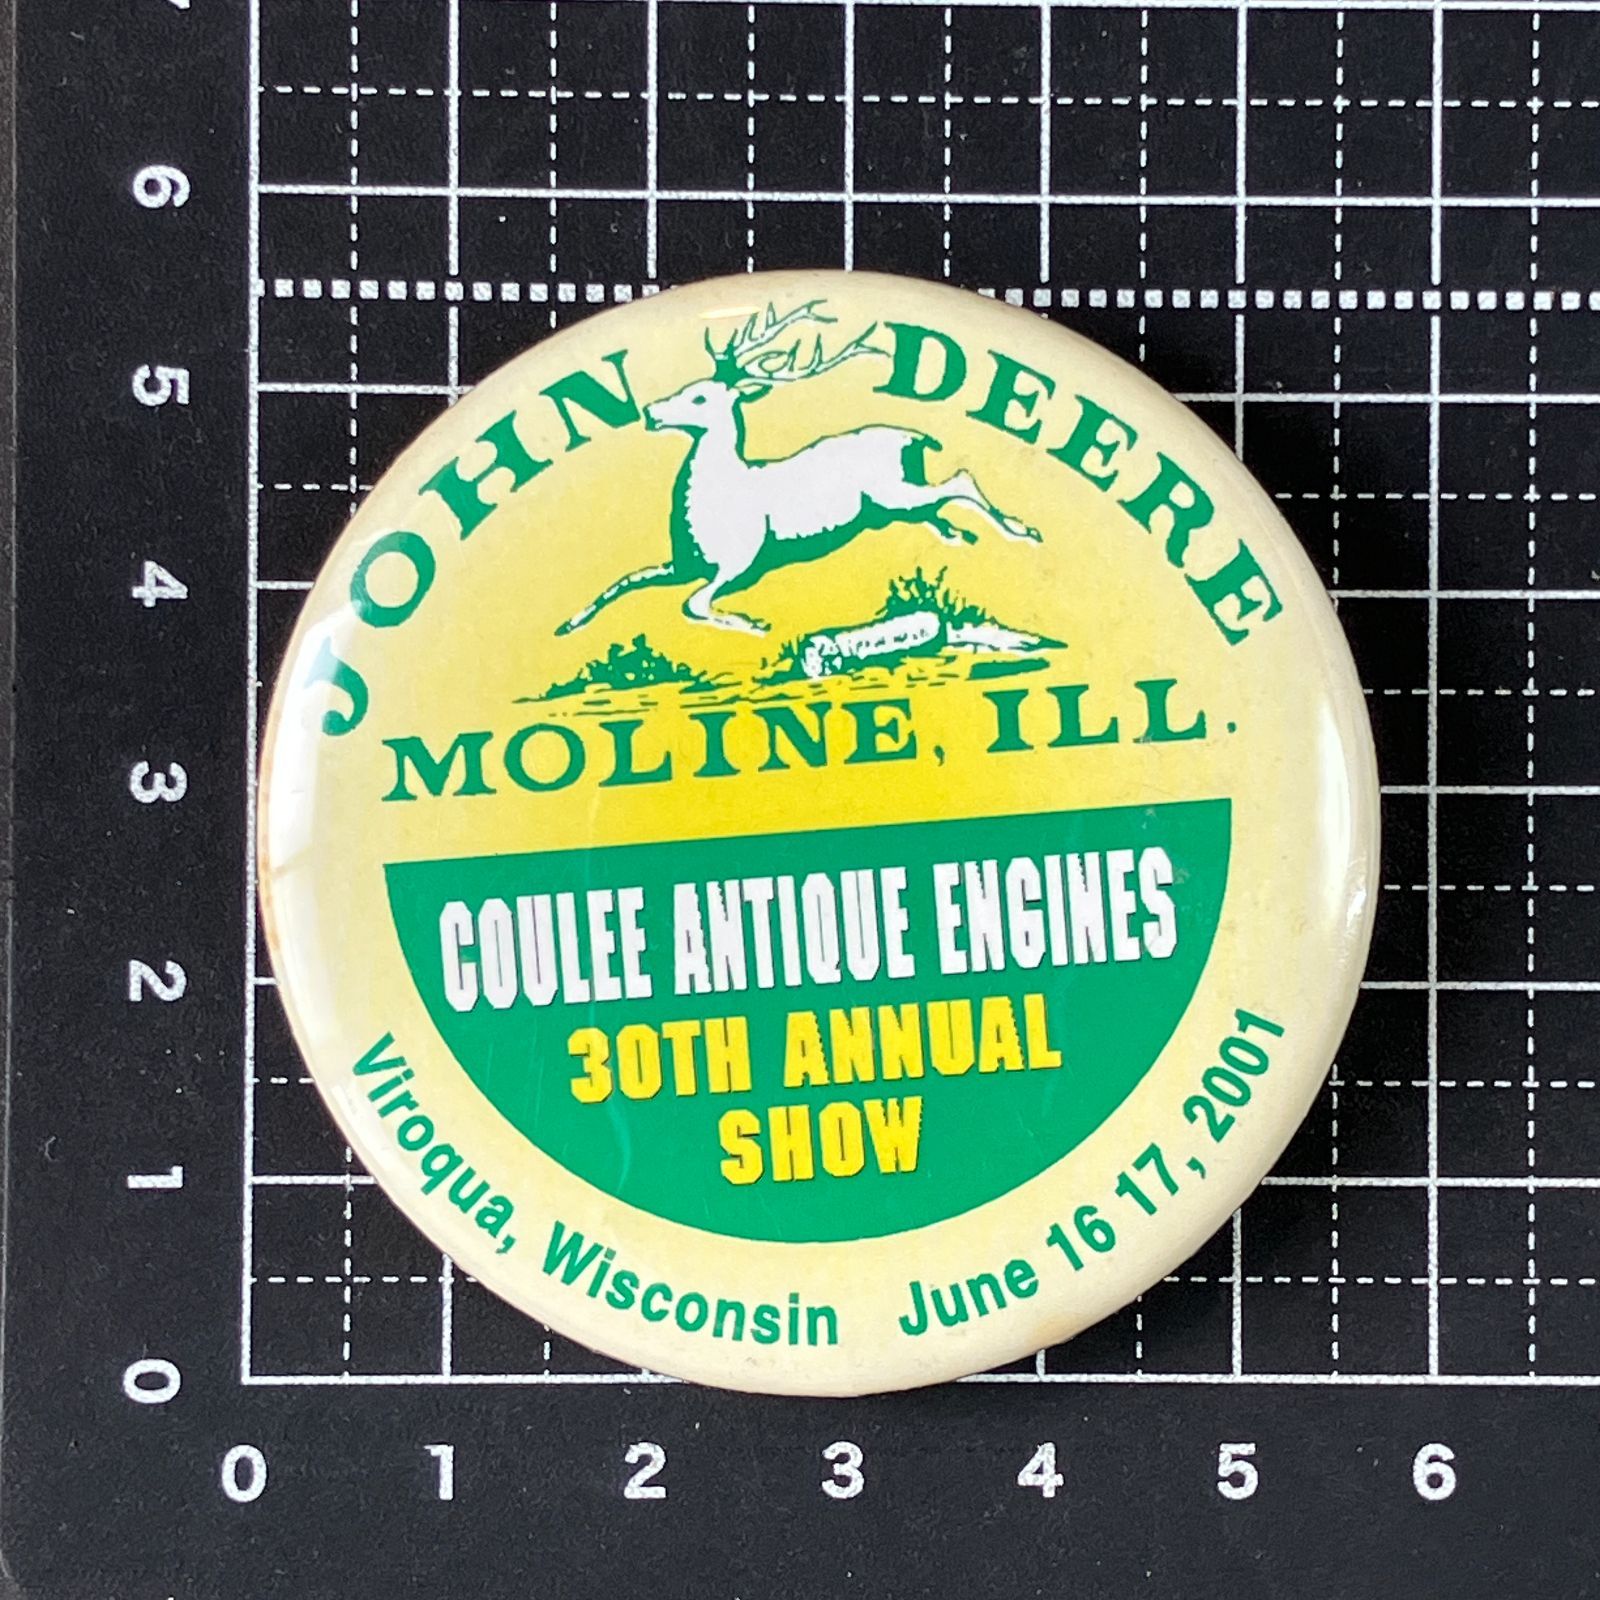 JOHN DEERE
MOLINE, ILL.
COULEE ANTIQUE ENGINES
30TH ANNUAL
SHOW
Viroqua, Wisconsin June 16 17, 2001
6
5
4
3
2
1
0
0 1 2 3 4 5 6